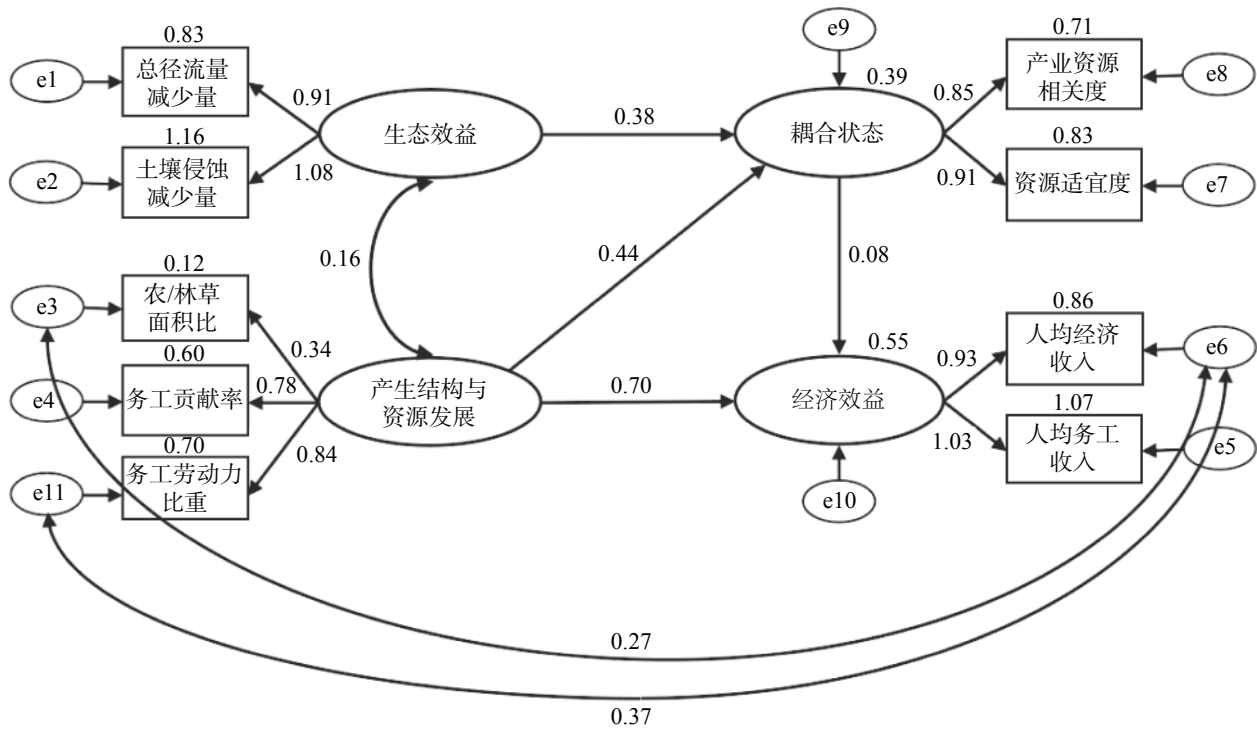 e9
0.83
0.71
e1
总径流量
减少量
0.91
0.39
0.85
产业资源
相关度
e8
生态效益
0.38
耦合状态
1.16
0.83
e2
土壤侵蚀
减少量
1.08
0.91
资源适宜度
e7
0.16
0.44
0.08
0.12
0.86
e3
农/林草
面积比
0.34
0.55
0.93
人均经济
收入
e6
0.60
e4
务工贡献率
0.78
产生结构与
资源发展
0.70
经济效益
1.07
0.70
0.84
1.03
人均务工
收入
e5
e11
务工劳动力
比重
e10
0.27
0.37